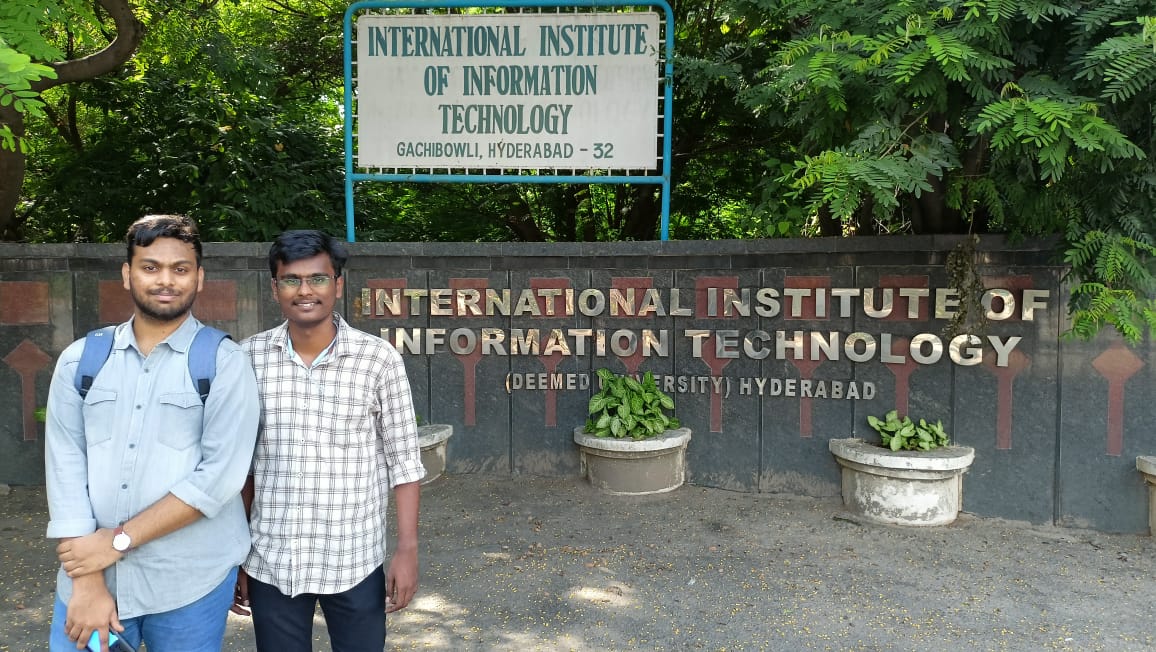 INTERNATIONAL INSTITUTE
OF INFORMATION
TECHNOLOGY
GACHIBOWLI, HYDERABAD - 32
INTERNATIONAL INSTITUTE OF
INFORMATION TECHNOLOGY
(DEEMED UNIVERSITY) HYDERABAD